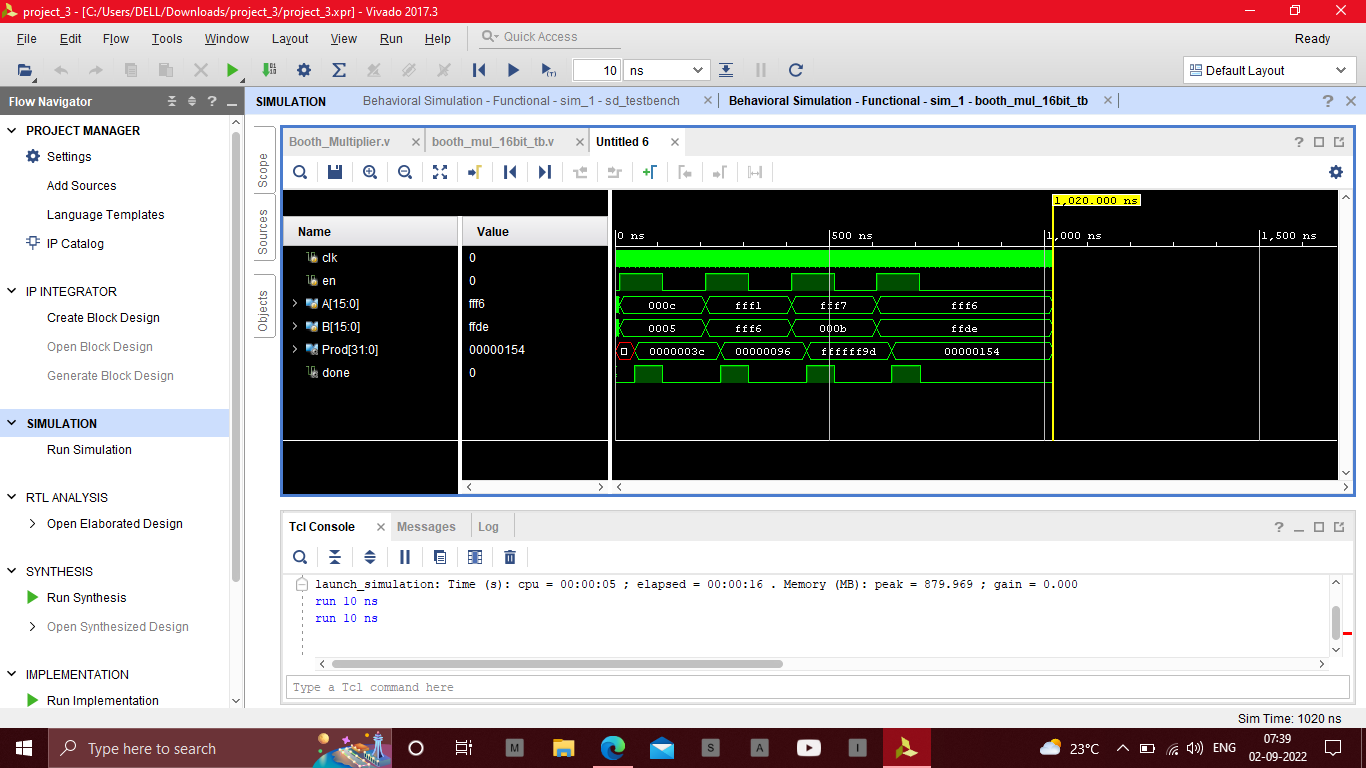 project_3 - [C:/Users/DELL/Downloads/project_3/project_3.xpr] - Vivado 2017.3
File Edit Flow Tools Window Layout View Run Help Quick Access Ready
10 ns Default Layout
Flow Navigator
PROJECT MANAGER
Settings
Add Sources
Language Templates
IP Catalog
IP INTEGRATOR
Create Block Design
Open Block Design
Generate Block Design
SIMULATION
Run Simulation
RTL ANALYSIS
Open Elaborated Design
SYNTHESIS
Run Synthesis
Open Synthesized Design
IMPLEMENTATION
Run Implementation
SIMULATION Behavioral Simulation - Functional - sim_1 - sd_testbench Behavioral Simulation - Functional - sim_1 - booth_mul_16bit_tb
Scope
Sources
Objects
Booth_Multiplier.v booth_mul_16bit_tb.v Untitled 6
1,020.000 ns
Name Value 0 ns 500 ns 1,000 ns 1,500 ns
clk 0
en 0
A[15:0] fff6 000c fff1 fff7 fff6
B[15:0] ffde 0005 fff6 000b ffde
Prod[31:0] 00000154 0000003c 00000096 ffffff9d 00000154
done 0
Tcl Console Messages Log
launch_simulation: Time (s): cpu = 00:00:05 ; elapsed = 00:00:16 . Memory (MB): peak = 879.969 ; gain = 0.000
run 10 ns
run 10 ns
Type a Tcl command here
Sim Time: 1020 ns
Type here to search M S A I 23°C ENG 07:39
02-09-2022